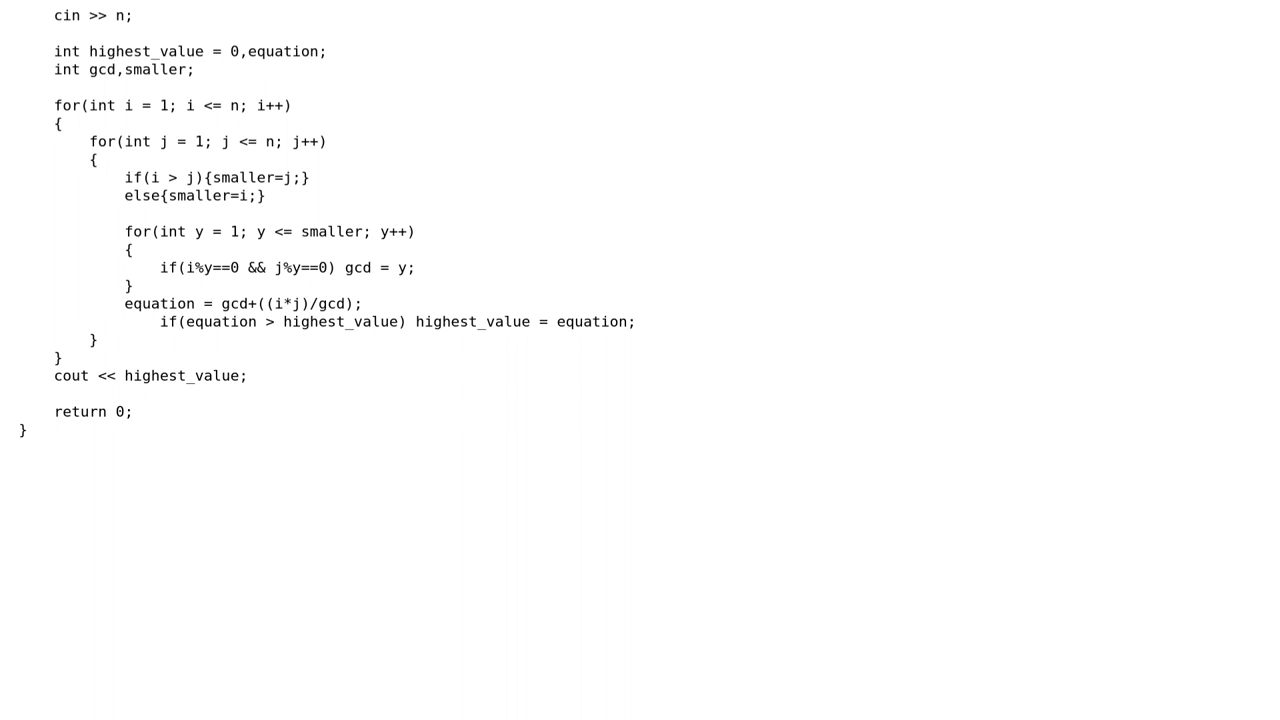 cin >> n;
int highest_value = 0,equation;
int gcd,smaller;
for(int i = 1; i <= n; i++)
{
for(int j = 1; j <= n; j++)
{
if(i > j){smaller=j;}
else{smaller=i;}
for(int y = 1; y <= smaller; y++)
{
if(i%y==0 && j%y==0) gcd = y;
}
equation = gcd+((i*j)/gcd);
if(equation > highest_value) highest_value = equation;
}
}
cout << highest_value;
return 0;
}